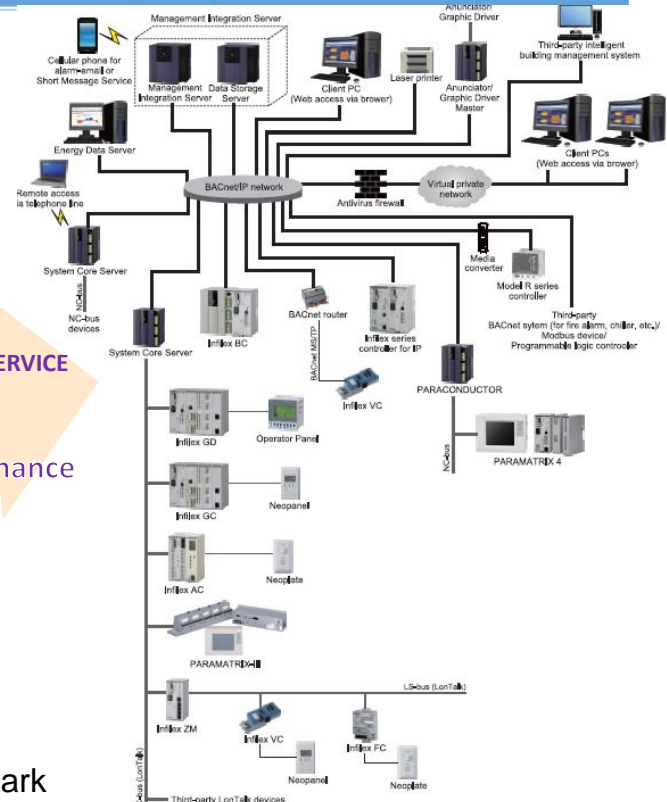 Anunciator/
Graphic Driver
Management Integration Server
Cellular phone for
alarm-email or
Short Message Service
Management
Integration Server
Data Storage
Server
Client PC
(Web access via brower)
Laser printer
Anunciator/
Graphic Driver
Master
Third-party intelligent
building management system
Energy Data Server
Client PCs
(Web access via brower)
BACnet/IP network
Remote access
via telephone line
Antivirus firewall
Virtual private
network
System Core Server
NC-bus
NC-bus
devices
Media
converter
Model R series
controller
System Core Server
Infilex BC
BACnet router
BACnet MS/TP
Infilex VC
Infilex series
controller for IP
PARACONDUCTOR
Third-party
BACnet sytem (for fire alarm, chiller, etc.)/
Modbus device/
Programmable logic controoler
ERVICE
NC-bus
PARAMATRIX 4
Infilex GD
Operator Panel
nance
Infilex GC
Neopanel
Infilex AC
Neoplate
PARAMATRIX-III
LS-bus (LonTalk)
Infilex ZM
Infilex VC
Infilex FC
Neopanel
Neoplate
-bus (LonTalk)
ark
Third-party LonTalk devices